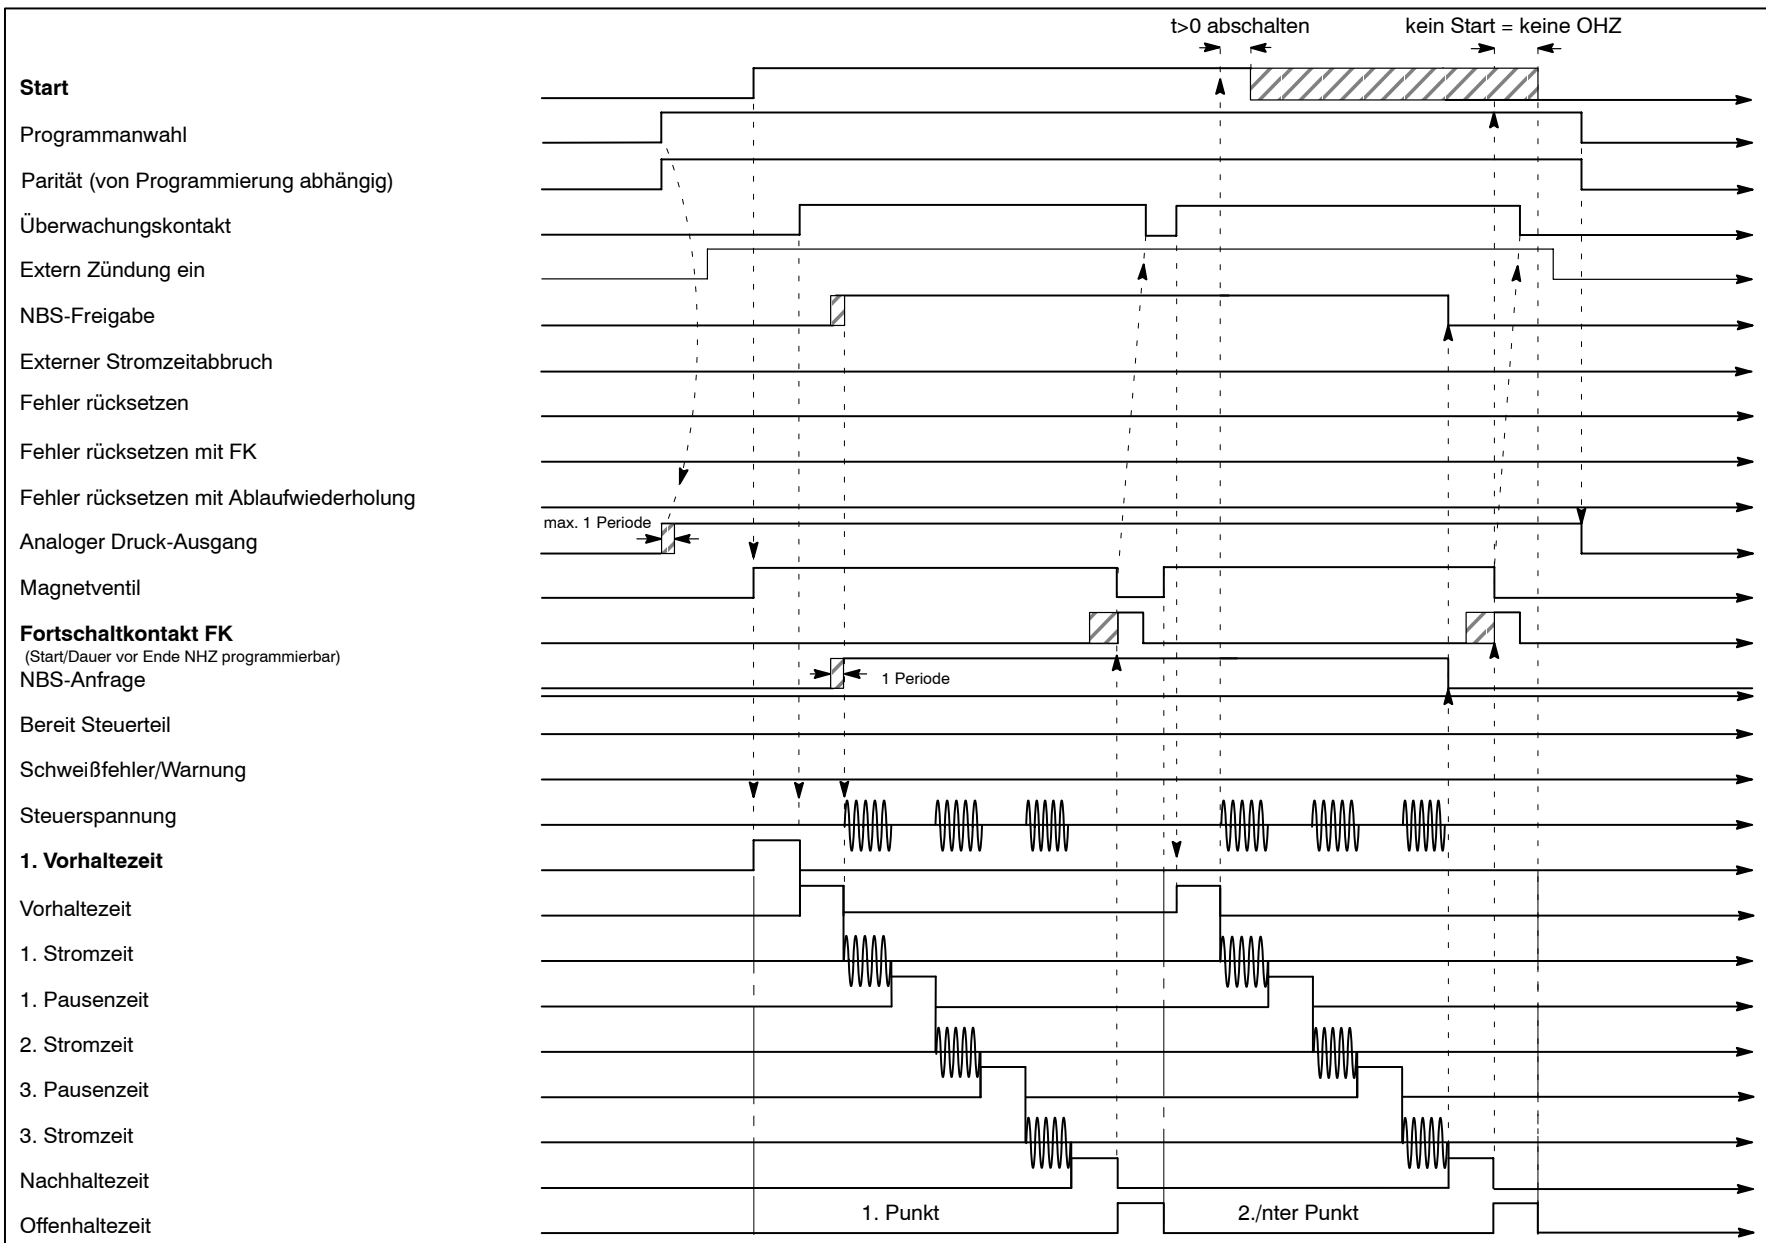 t>0 abschalten
kein Start = keine OHZ
Start
Programmanwahl
Parität (von Programmierung abhängig)
Überwachungskontakt
Extern Zündung ein
NBS-Freigabe
Externer Stromzeitabbruch
Fehler rücksetzen
Fehler rücksetzen mit FK
Fehler rücksetzen mit Ablaufwiederholung
max. 1 Periode
Analoger Druck-Ausgang
Magnetventil
Fortschaltkontakt FK
(Start/Dauer vor Ende NHZ programmierbar)
NBS-Anfrage
1 Periode
Bereit Steuerteil
Schweißfehler/Warnung
Steuerspannung
1. Vorhaltezeit
Vorhaltezeit
1. Stromzeit
1. Pausenzeit
2. Stromzeit
3. Pausenzeit
3. Stromzeit
Nachhaltezeit
1. Punkt
2./nter Punkt
Offenhaltezeit